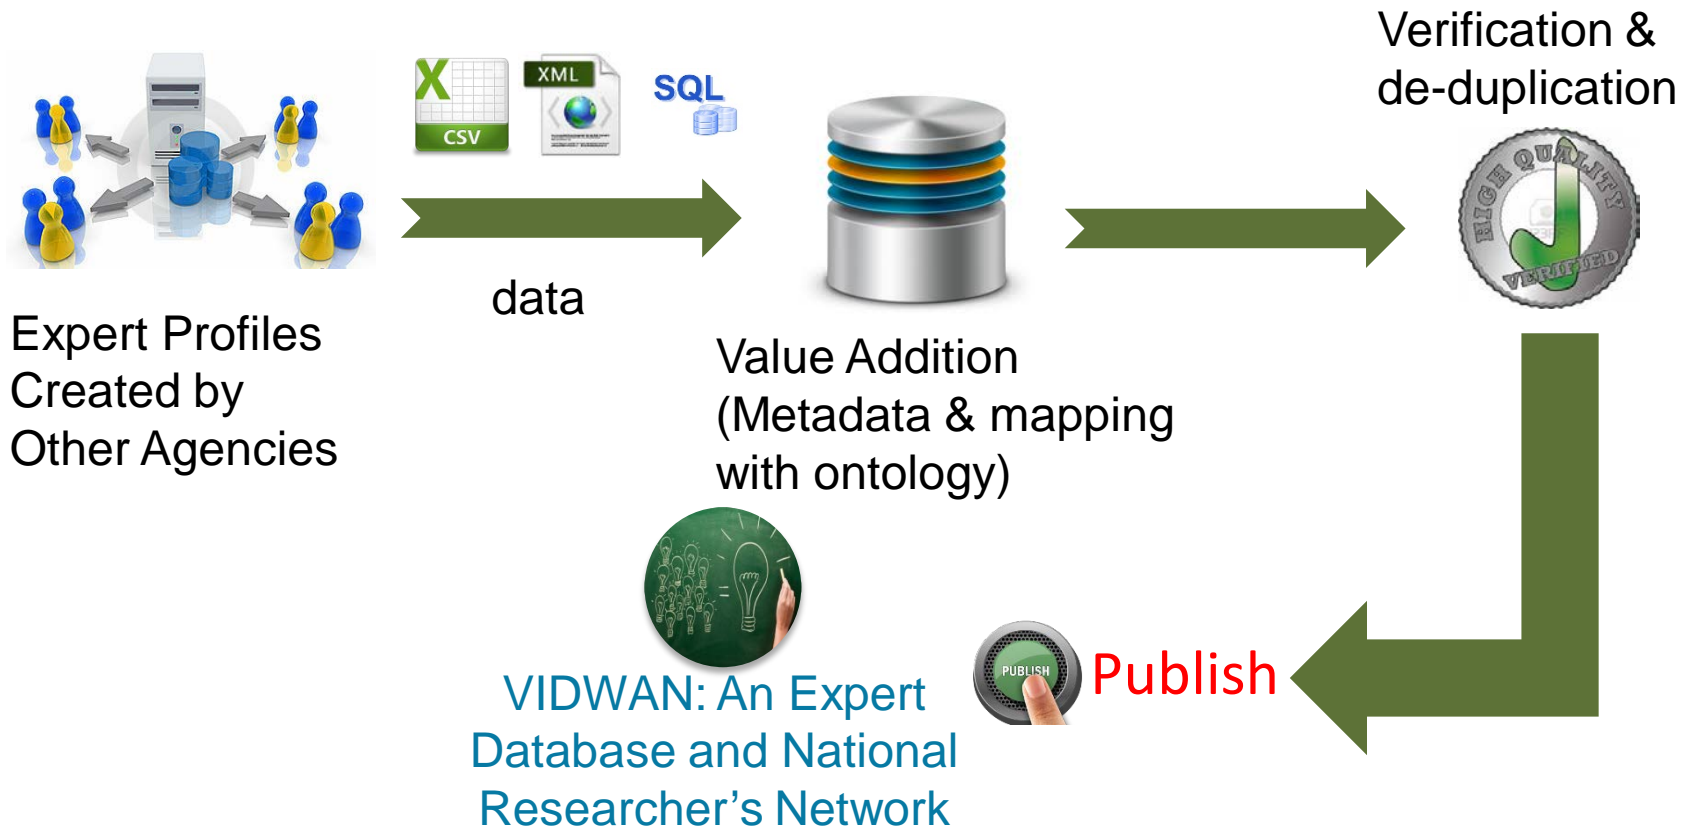 Verification &
de-duplication
X
CSV
XML
SQL
HIGH QUALITY
VERIFIED
data
Expert Profiles
Created by
Other Agencies
Value Addition
(Metadata & mapping
with ontology)
PUBLISH
Publish
VIDWAN: An Expert
Database and National
Researcher’s Network